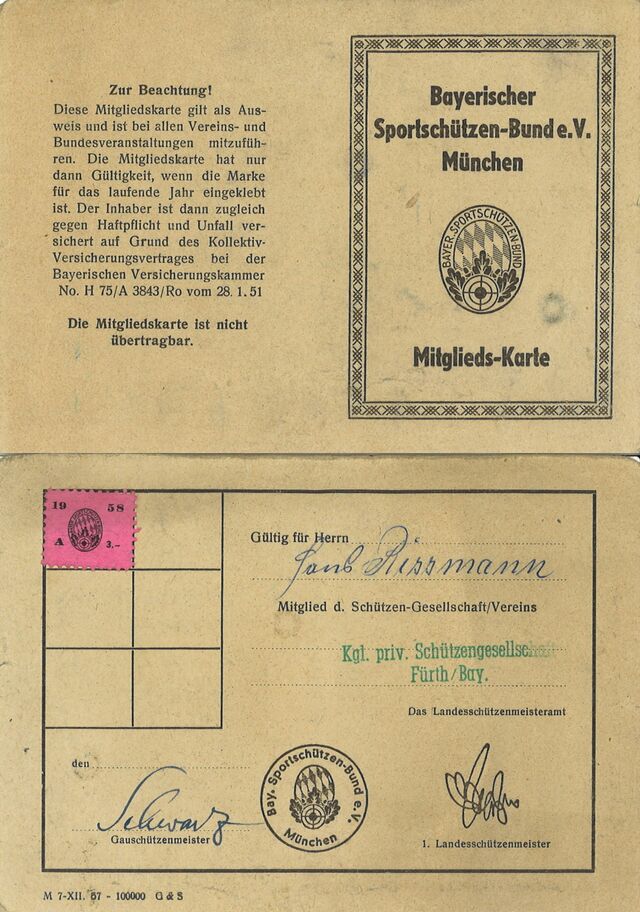 Zur Beachtung!
Diese Mitgliedskarte gilt als Aus-
weis und ist bei allen Vereins- und
Bundesveranstaltungen mitzufüh-
ren. Die Mitgliedskarte hat nur
dann Gültigkeit, wenn die Marke
für das laufende Jahr eingeklebt
ist. Der Inhaber ist dann zugleich
gegen Haftpflicht und Unfall ver-
sichert auf Grund des Kollektiv-
Versicherungsvertrages bei der
Bayerischen Versicherungskammer
No. H 75/A 3843/Ro vom 28.1.51
Die Mitgliedskarte ist nicht
übertragbar.
Bayerischer
Sportschützen-Bund e.V.
München
BAYER. SPORTSCHÜTZEN-BUND
Mitglieds-Karte
19 58
A 3.–
Gültig für Herrn
Hans Rissmann
Mitglied d. Schützen-Gesellschaft/Vereins
Kgl. priv. Schützengesellschaft
Fürth/Bay.
Das Landesschützenmeisteramt
den
Schwarz
Gauschützenmeister
Bay. Sportschützen-Bund e.V.
München
1. Landesschützenmeister
M 7-XII. 57 - 100000 G & S